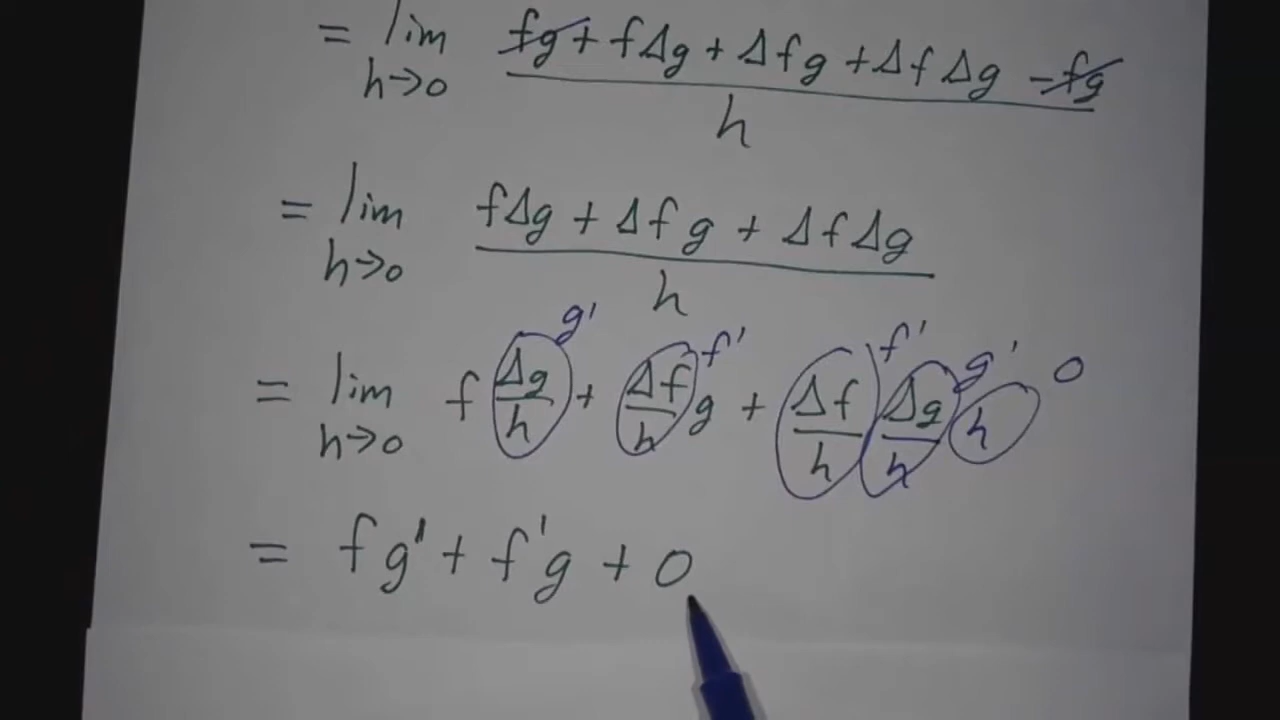 = lim h→0 fg + fΔg + Δfg + ΔfΔg - fg / h
= lim h→0 fΔg + Δfg + ΔfΔg / h
g' f' f' g' 0
= lim h→0 f Δg/h + Δf/h g + Δf/h Δg/h h
= fg' + f'g + 0